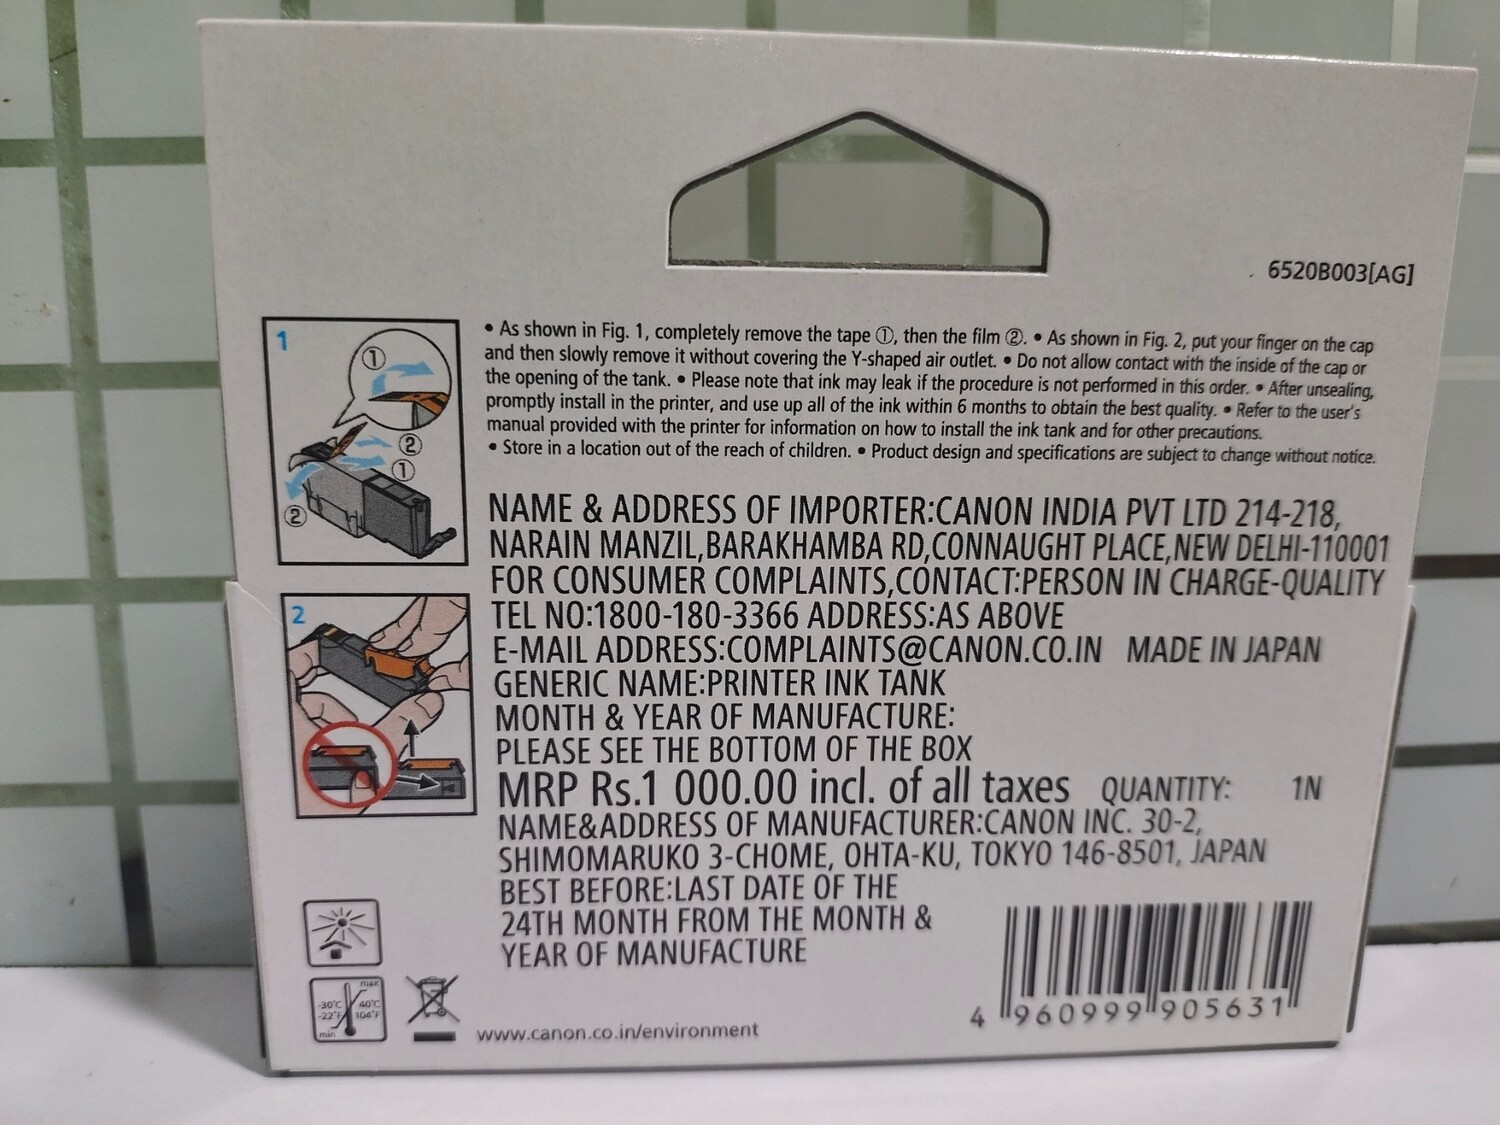 6520B003[AG]
1
①
②
①
②
• As shown in Fig. 1, completely remove the tape ①, then the film ②. • As shown in Fig. 2, put your finger on the cap
and then slowly remove it without covering the Y-shaped air outlet. • Do not allow contact with the inside of the cap or
the opening of the tank. • Please note that ink may leak if the procedure is not performed in this order. • After unsealing,
promptly install in the printer, and use up all of the ink within 6 months to obtain the best quality. • Refer to the user's
manual provided with the printer for information on how to install the ink tank and for other precautions.
• Store in a location out of the reach of children. • Product design and specifications are subject to change without notice.
2
NAME & ADDRESS OF IMPORTER:CANON INDIA PVT LTD 214-218,
NARAIN MANZIL,BARAKHAMBA RD,CONNAUGHT PLACE,NEW DELHI-110001
FOR CONSUMER COMPLAINTS,CONTACT:PERSON IN CHARGE-QUALITY
TEL NO:1800-180-3366 ADDRESS:AS ABOVE
E-MAIL ADDRESS:COMPLAINTS@CANON.CO.IN MADE IN JAPAN
GENERIC NAME:PRINTER INK TANK
MONTH & YEAR OF MANUFACTURE:
PLEASE SEE THE BOTTOM OF THE BOX
MRP Rs.1 000.00 incl. of all taxes QUANTITY: 1N
NAME&ADDRESS OF MANUFACTURER:CANON INC. 30-2,
SHIMOMARUKO 3-CHOME, OHTA-KU, TOKYO 146-8501, JAPAN
BEST BEFORE:LAST DATE OF THE
24TH MONTH FROM THE MONTH &
YEAR OF MANUFACTURE
max
-30°C 40°C
-22°F 104°F
min
www.canon.co.in/environment
4 960999 905631